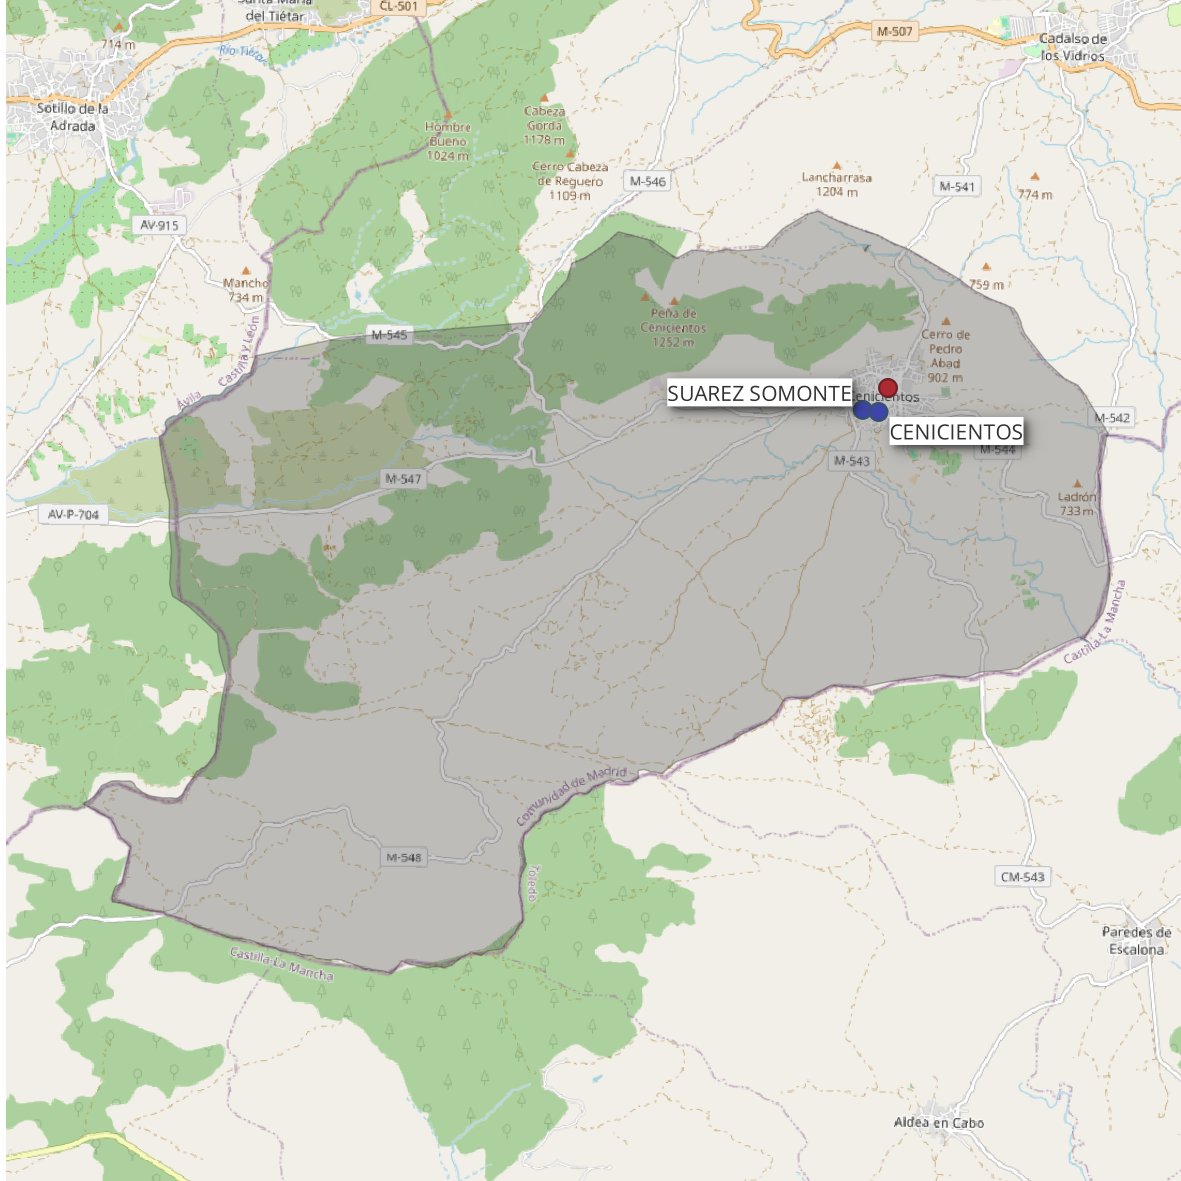 Santa María
del Tiétar
CL-501
714 m
Río Tiétar
M-507
Cadalso de
los Vidrios
Sotillo de la
Adrada
Hombre
Bueno
1024 m
Cabeza
Gorda
1178 m
Cerro Cabeza
de Reguero
1109 m
M-546
Lancharrasa
1204 m
M-541
774 m
AV-915
Mancho
734 m
759 m
Peña de
Cenicientos
1252 m
M-545
Cerro de
Pedro
Abad
902 m
Castilla y León
Ávila
SUAREZ SOMONTE
Cenicientos
CENICIENTOS
M-542
M-544
M-543
M-547
Ladrón
733 m
AV-P-704
Castilla-La Mancha
Comunidad de Madrid
M-548
Toledo
CM-543
Paredes de
Escalona
Castilla-La Mancha
Aldea en Cabo